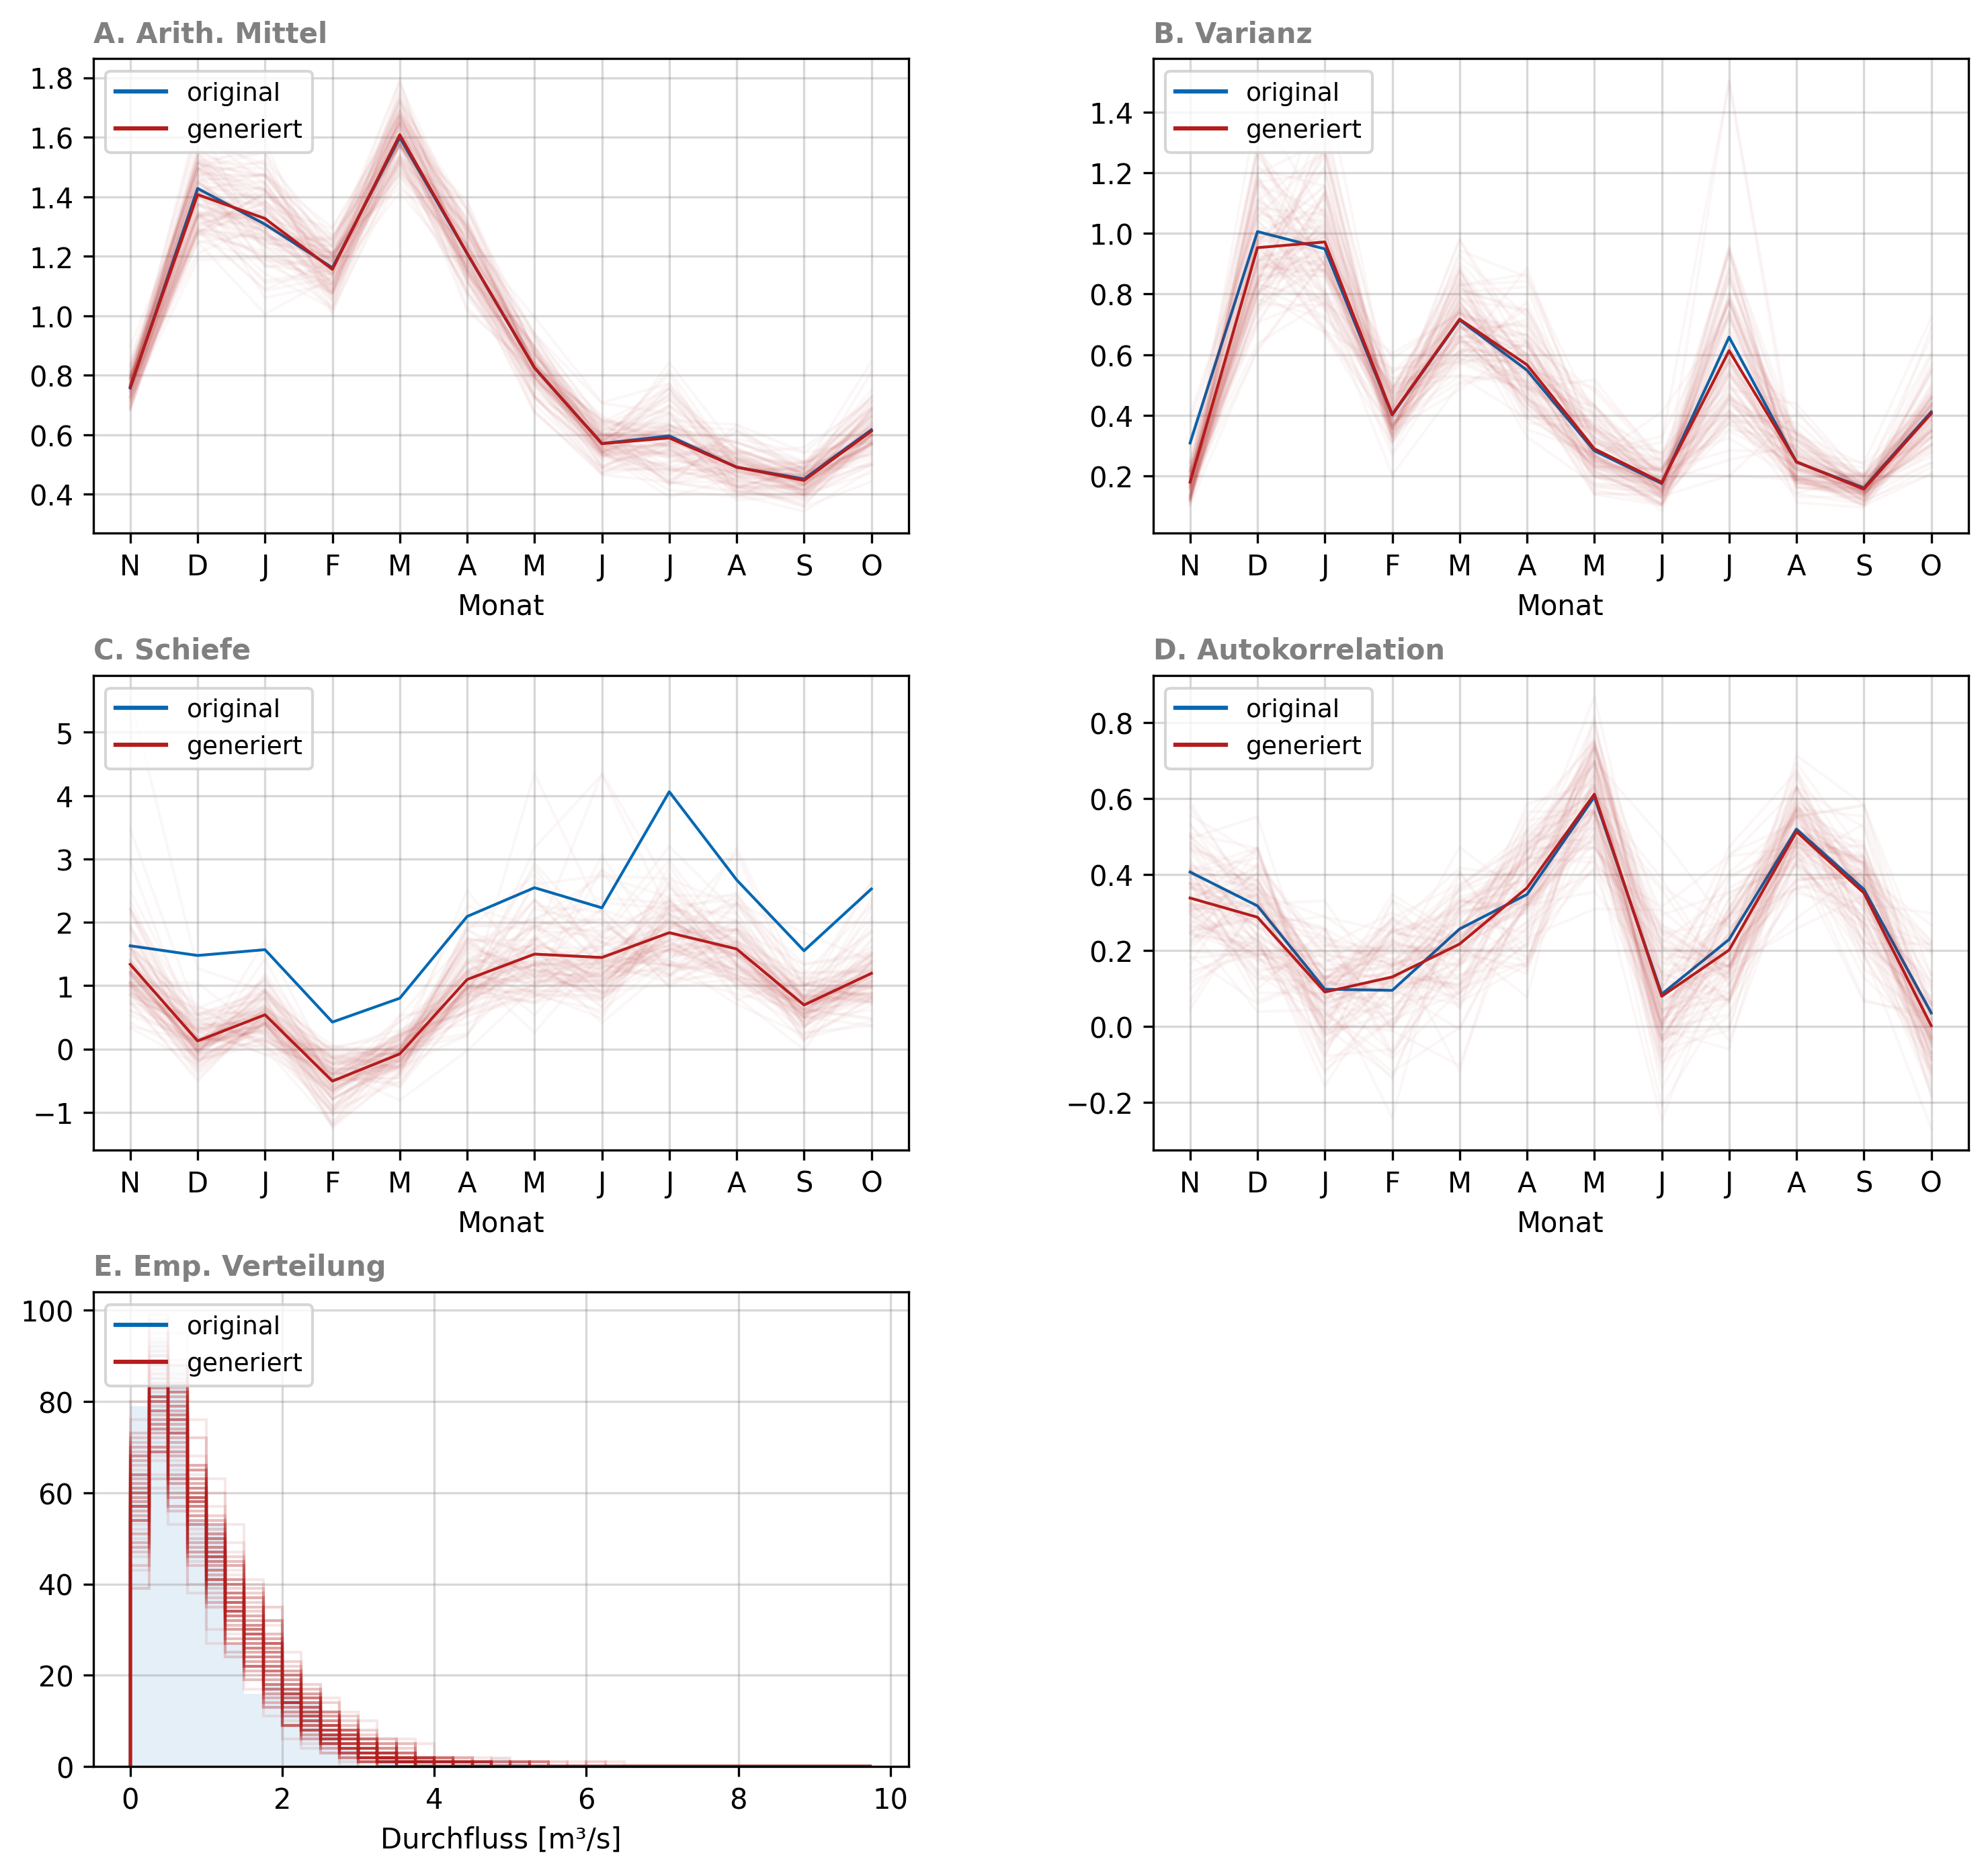 A. Arith. Mittel
original
generiert
1.8
1.6
1.4
1.2
1.0
0.8
0.6
0.4
N D J F M A M J J A S O
Monat
B. Varianz
original
generiert
1.4
1.2
1.0
0.8
0.6
0.4
0.2
N D J F M A M J J A S O
Monat
C. Schiefe
original
generiert
5
4
3
2
1
0
−1
N D J F M A M J J A S O
Monat
D. Autokorrelation
original
generiert
0.8
0.6
0.4
0.2
0.0
−0.2
N D J F M A M J J A S O
Monat
E. Emp. Verteilung
original
generiert
100
80
60
40
20
0
0 2 4 6 8 10
Durchfluss [m³/s]